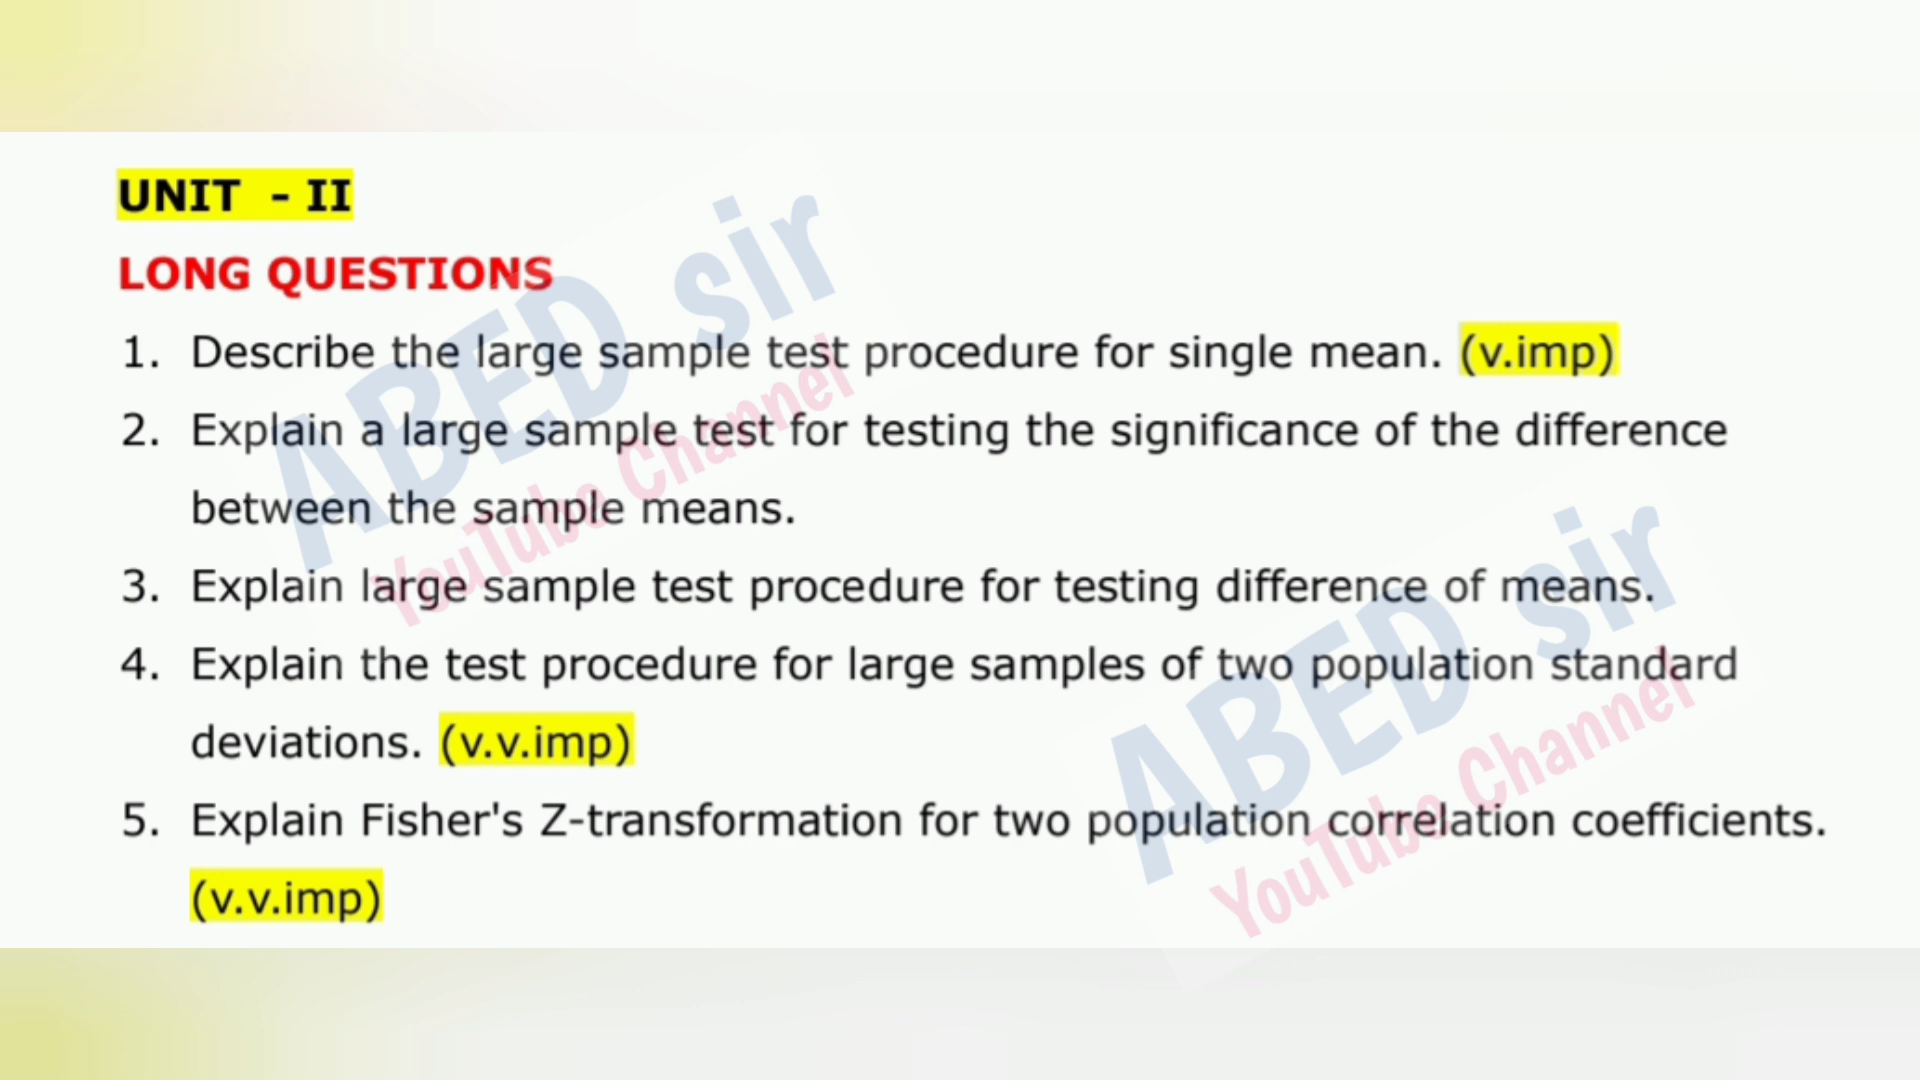 UNIT - II
LONG QUESTIONS
1. Describe the large sample test procedure for single mean. (v.imp)
2. Explain a large sample test for testing the significance of the difference
between the sample means.
3. Explain large sample test procedure for testing difference of means.
4. Explain the test procedure for large samples of two population standard
deviations. (v.v.imp)
5. Explain Fisher's Z-transformation for two population correlation coefficients.
(v.v.imp)
ABED sir
YouTube Channel
ABED sir
YouTube Channel